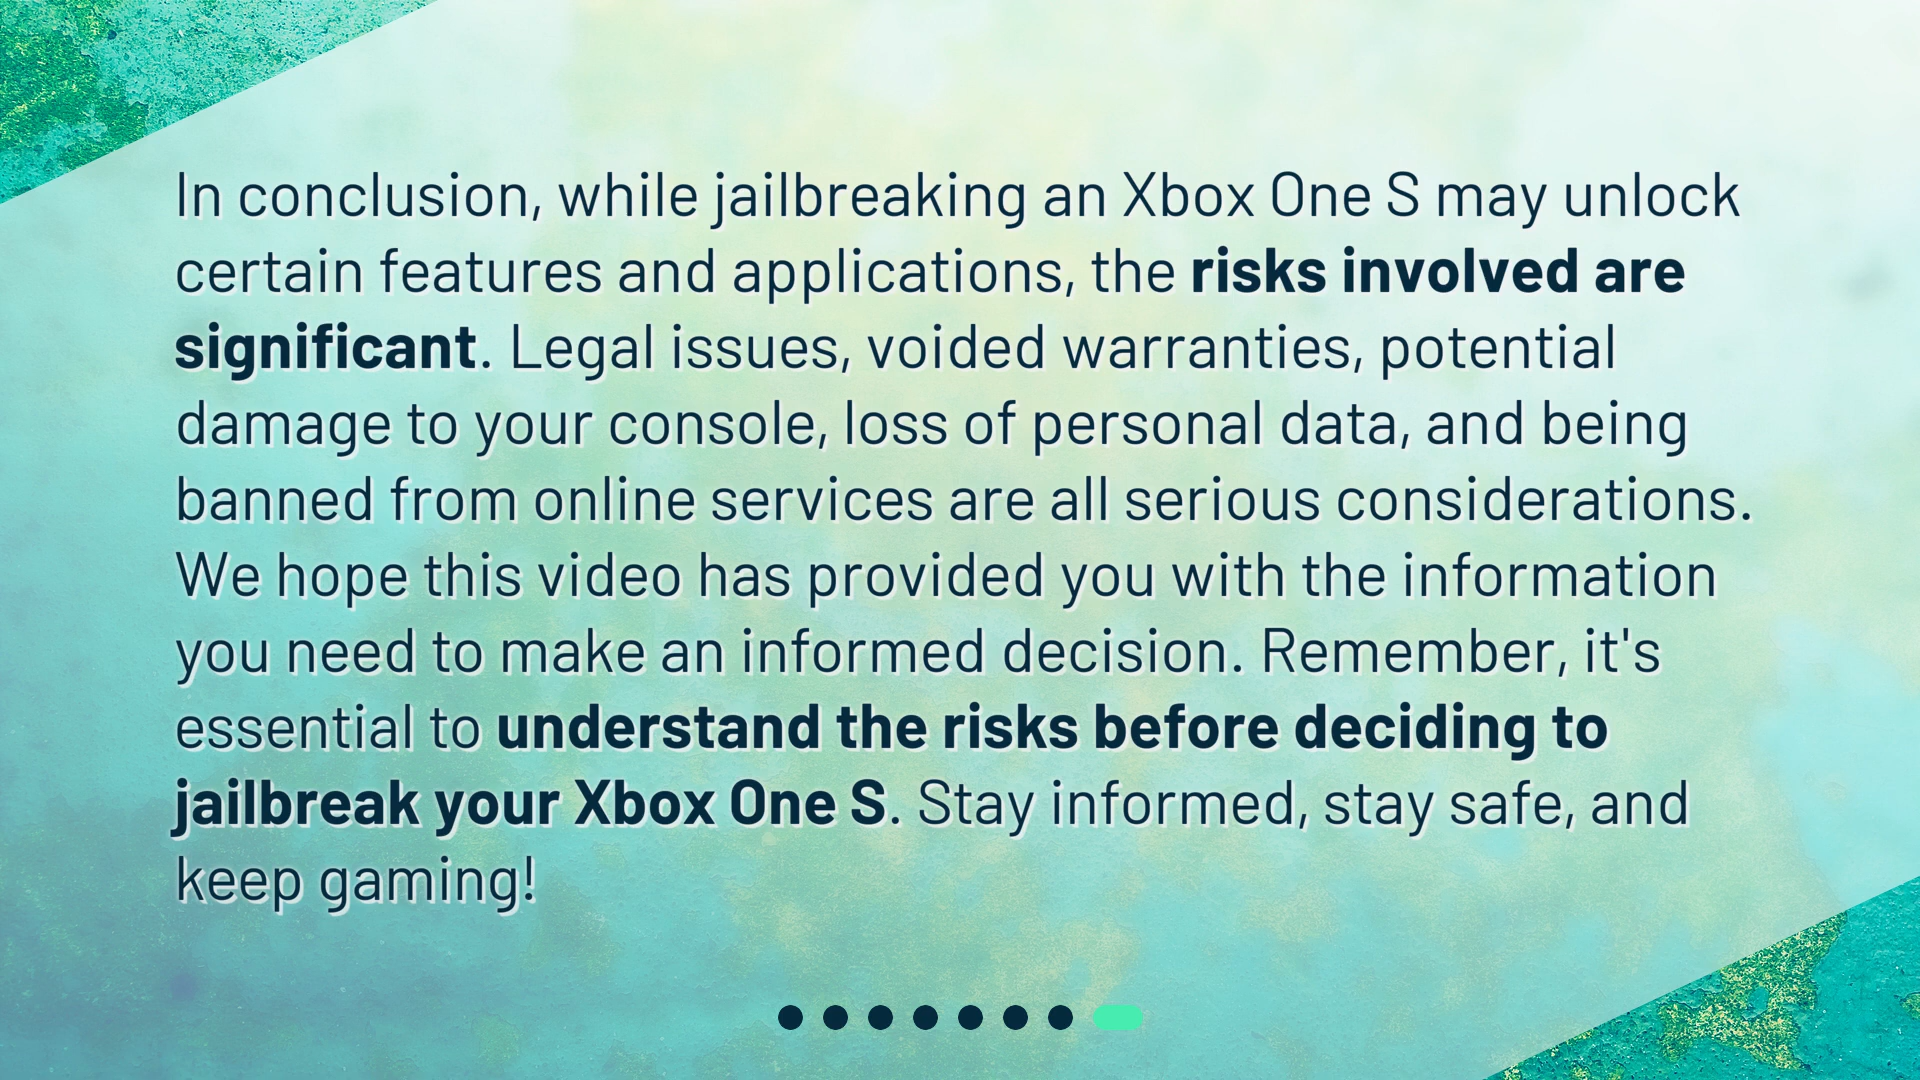 In conclusion, while jailbreaking an Xbox One S may unlock
certain features and applications, the risks involved are
significant. Legal issues, voided warranties, potential
damage to your console, loss of personal data, and being
banned from online services are all serious considerations.
We hope this video has provided you with the information
you need to make an informed decision. Remember, it's
essential to understand the risks before deciding to
jailbreak your Xbox One S. Stay informed, stay safe, and
keep gaming!